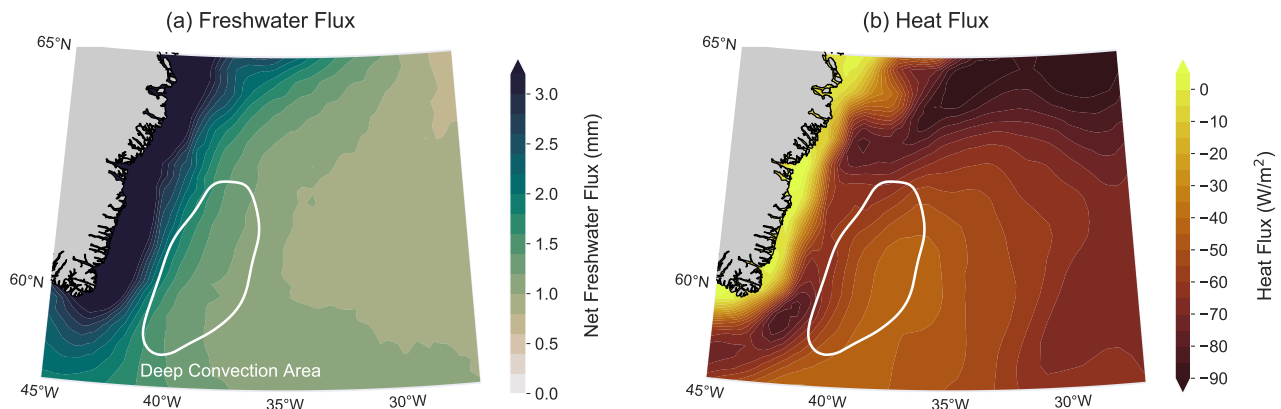 (a) Freshwater Flux
65°N
60°N
45°W
40°W
35°W
30°W
Deep Convection Area
3.0
2.5
2.0
1.5
1.0
0.5
0.0
Net Freshwater Flux (mm)
(b) Heat Flux
65°N
60°N
45°W
40°W
35°W
30°W
0
−10
−20
−30
−40
−50
−60
−70
−80
−90
Heat Flux (W/m²)